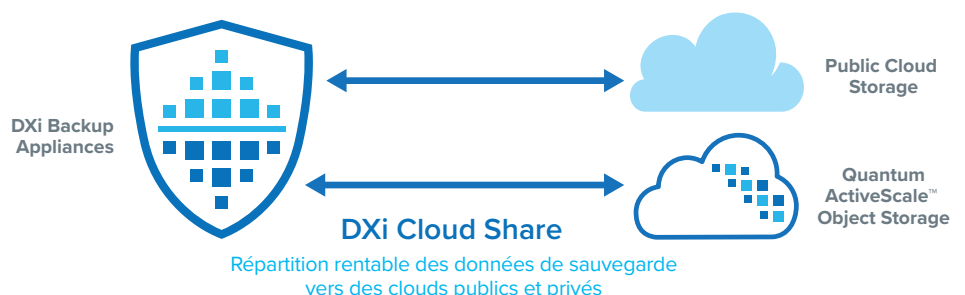 DXi Backup
Appliances
Public Cloud
Storage
Quantum
ActiveScale™
Object Storage
DXi Cloud Share
Répartition rentable des données de sauvegarde
vers des clouds publics et privés